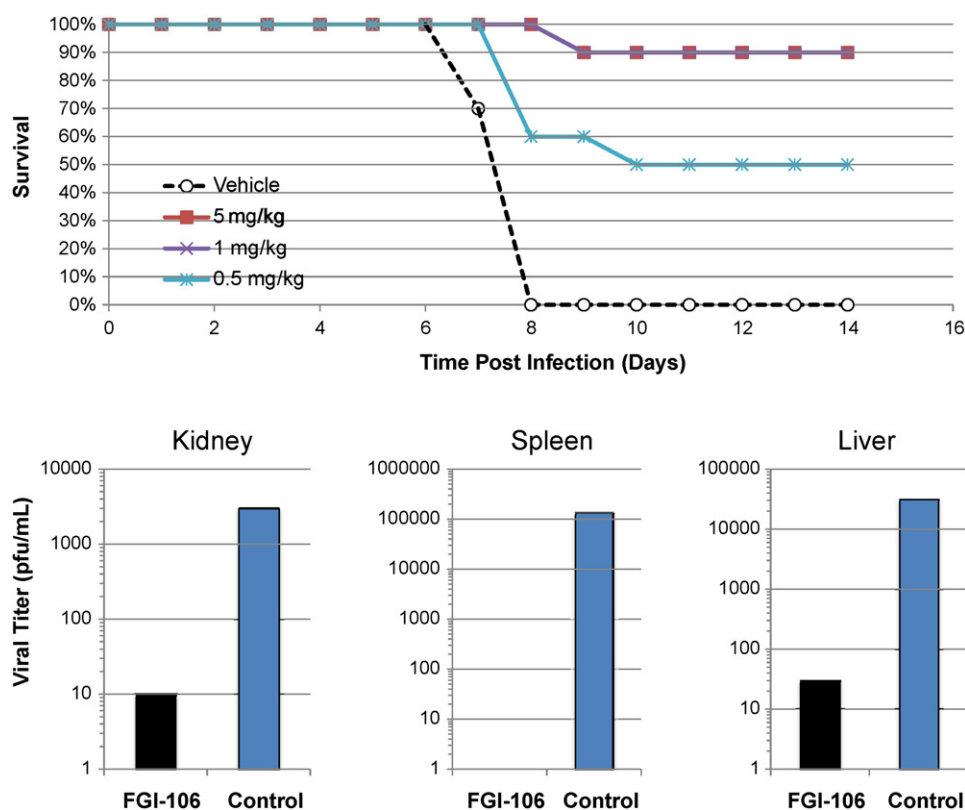 100%
90%
80%
70%
60%
50%
40%
30%
20%
10%
0%
Survival
Vehicle
5 mg/kg
1 mg/kg
0.5 mg/kg
0 2 4 6 8 10 12 14 16
Time Post Infection (Days)
Kidney
Viral Titer (pfu/mL)
10000
1000
100
10
1
FGI-106 Control
Spleen
1000000
100000
10000
1000
100
10
1
FGI-106 Control
Liver
100000
10000
1000
100
10
1
FGI-106 Control